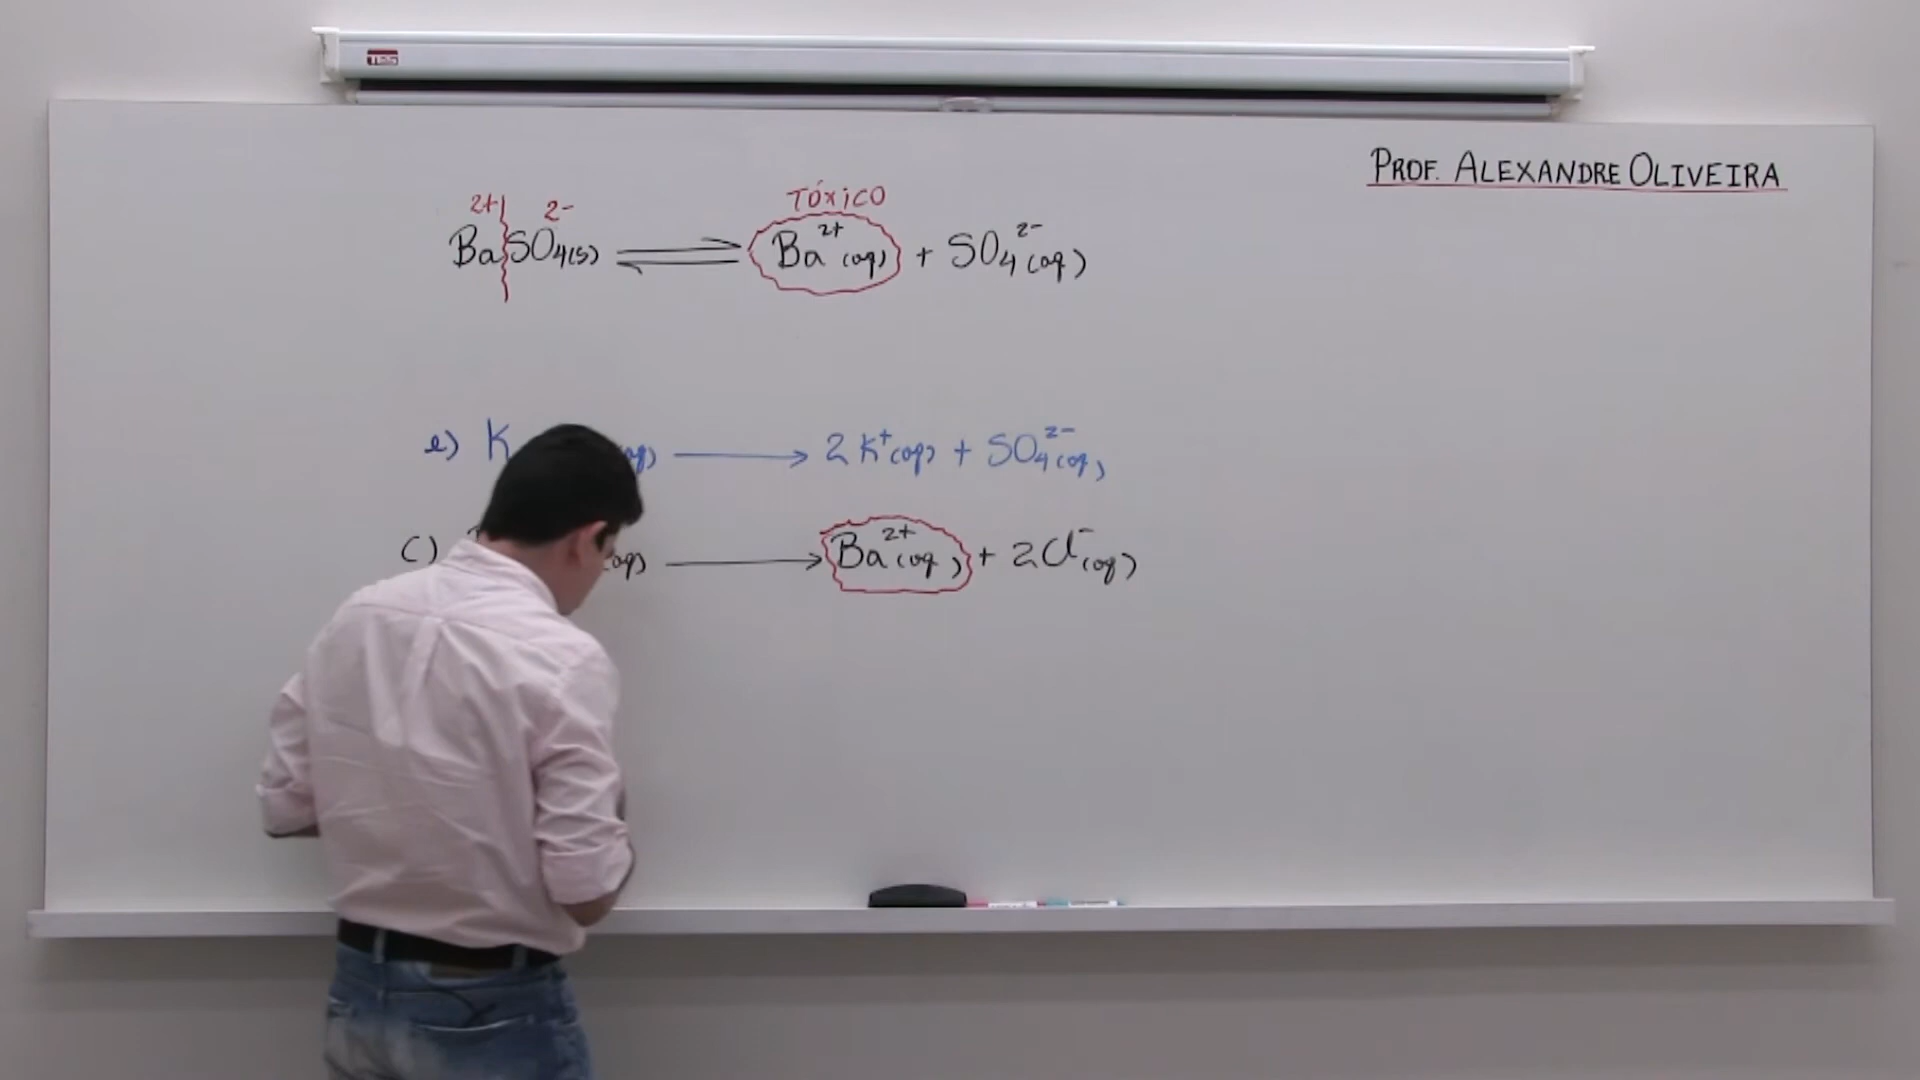 PROF. ALEXANDRE OLIVEIRA
TÓXICO
2+ 2-
BaSO₄(s) ⇌ Ba²⁺(aq) + SO₄²⁻(aq)
e) K (aq) → 2K⁺(aq) + SO₄²⁻(aq)
C) (aq) → Ba²⁺(aq) + 2Cl⁻(aq)